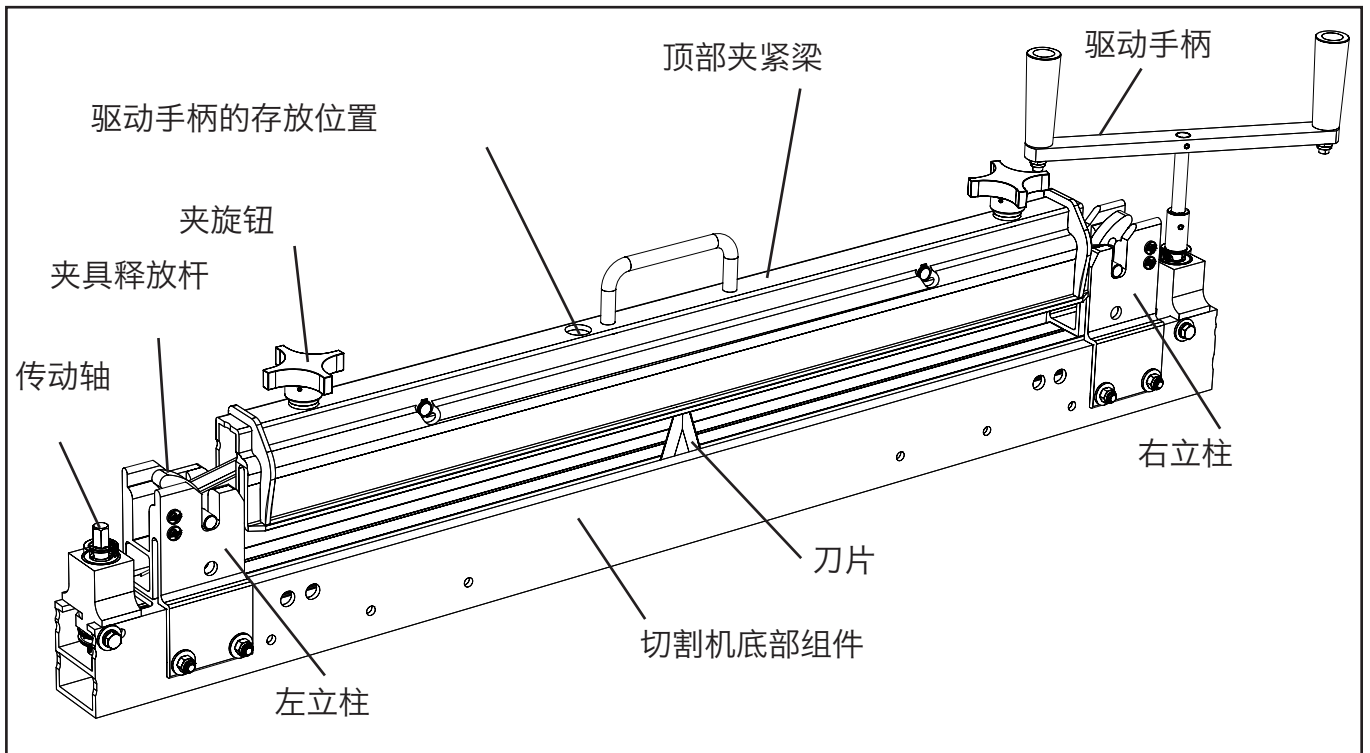 驱动手柄
顶部夹紧梁
驱动手柄的存放位置
夹旋钮
夹具释放杆
传动轴
右立柱
刀片
切割机底部组件
左立柱